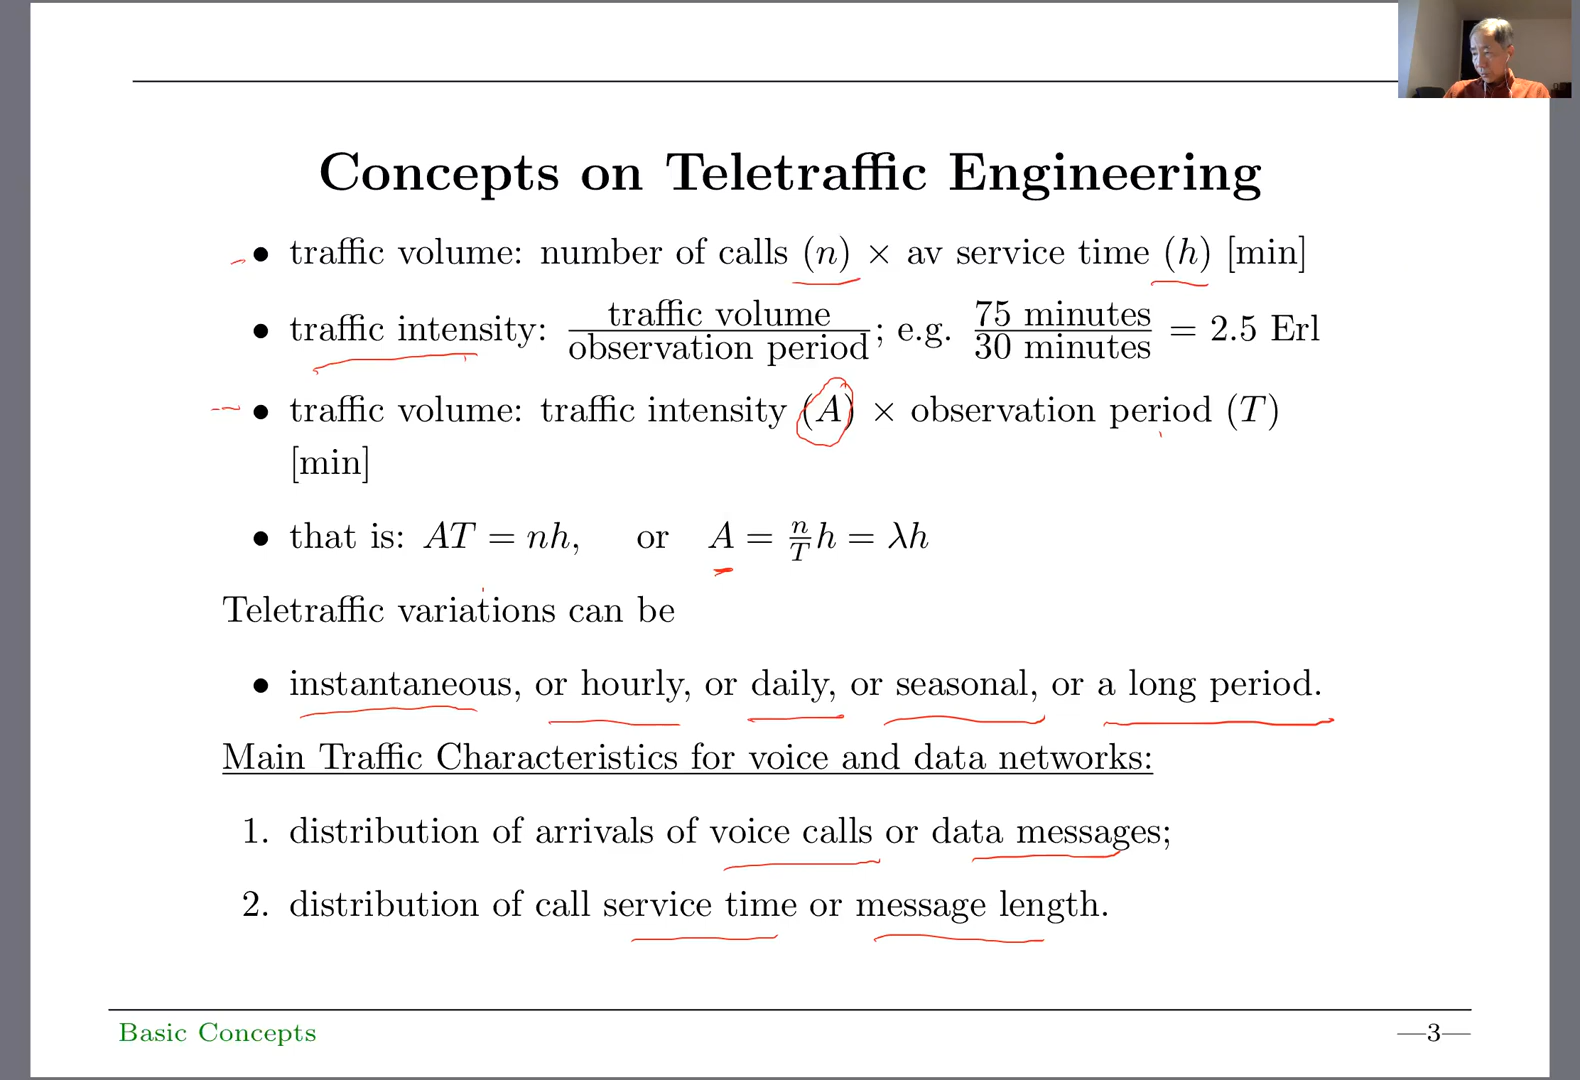 Concepts on Teletraffic Engineering
• traffic volume: number of calls (n) × av service time (h) [min]
• traffic intensity: traffic volume / observation period; e.g. 75 minutes / 30 minutes = 2.5 Erl
• traffic volume: traffic intensity (A) × observation period (T)
[min]
• that is: AT = nh, or A = n/T h = λh
Teletraffic variations can be
• instantaneous, or hourly, or daily, or seasonal, or a long period.
Main Traffic Characteristics for voice and data networks:
1. distribution of arrivals of voice calls or data messages;
2. distribution of call service time or message length.
Basic Concepts —3—